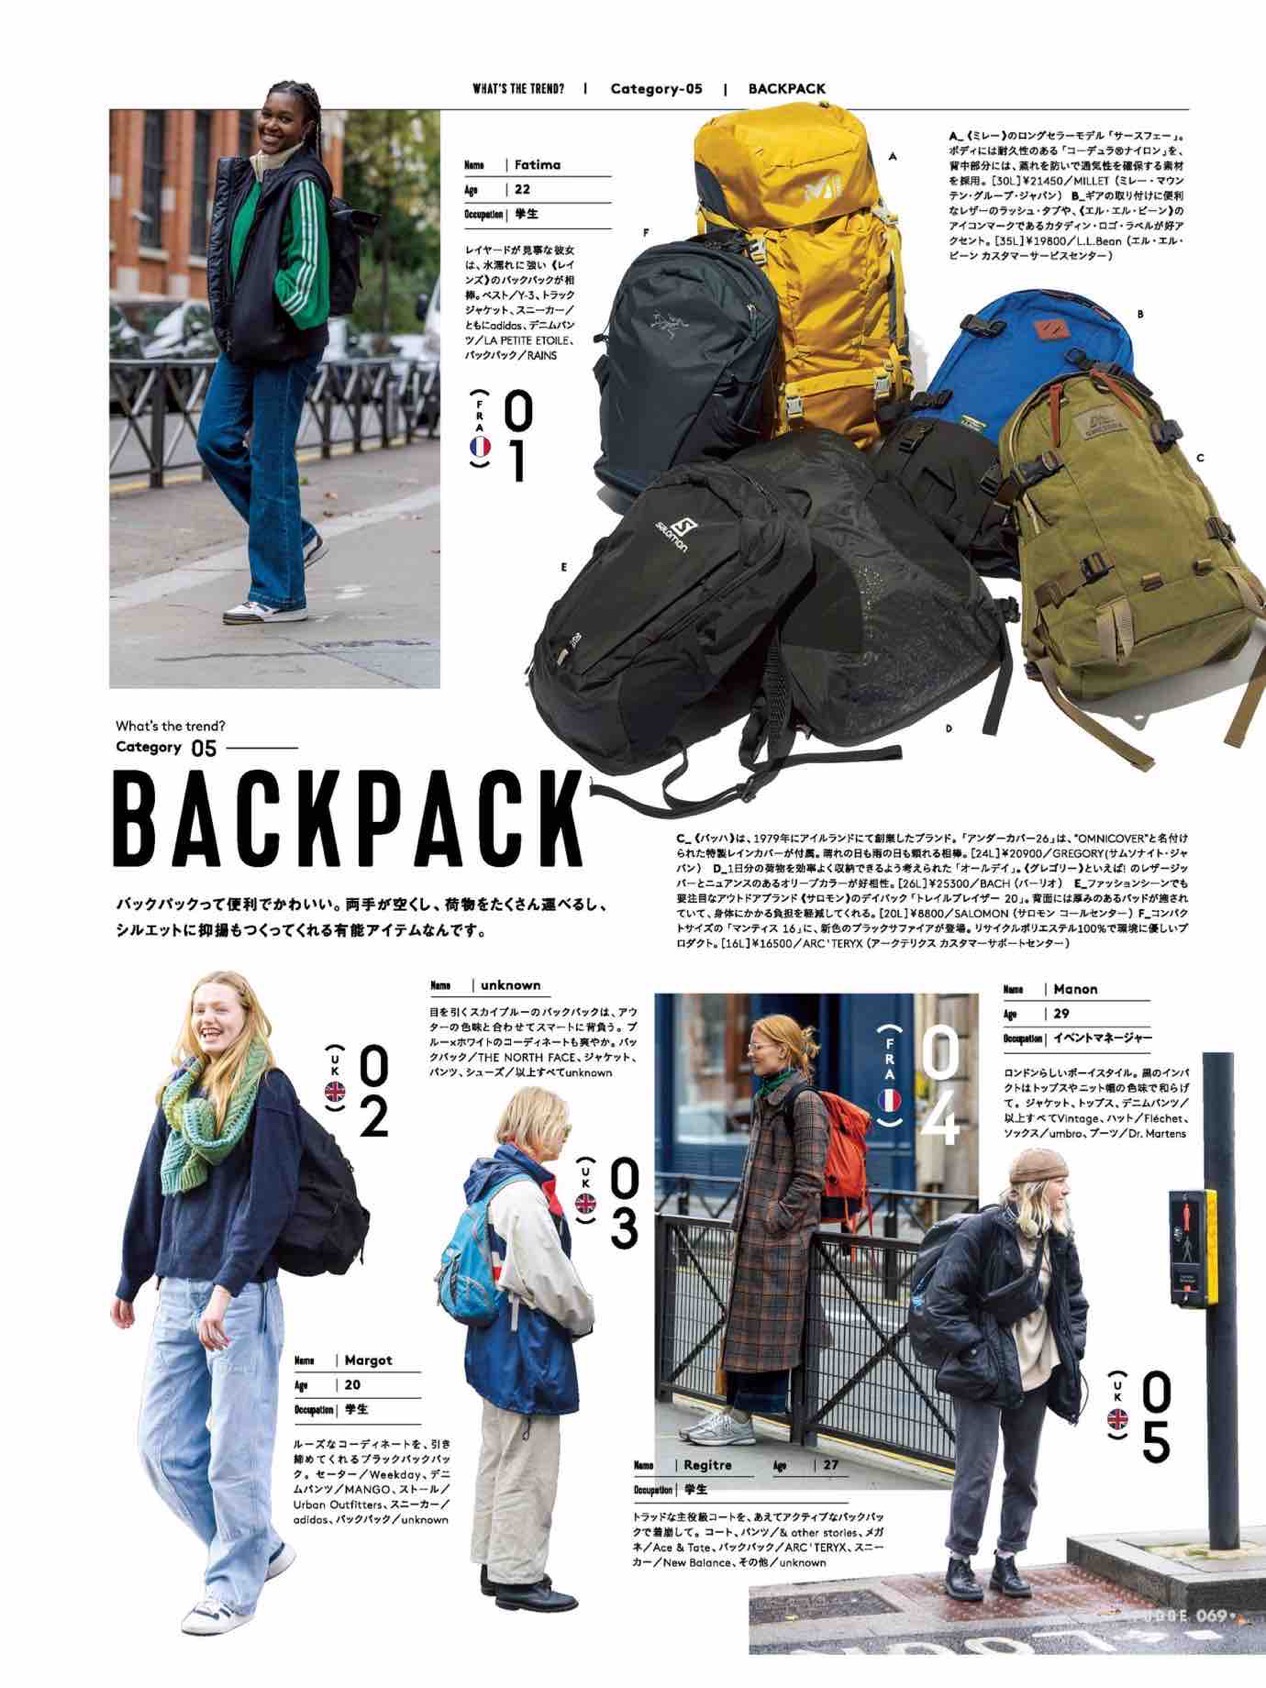 WHAT'S THE TREND? | Category-05 | BACKPACK
Name | Fatima
Age | 22
Occupation | 学生
レイヤードが見事な彼女
は、水濡れに強い《レイ
ンズ》のバックパックが相
棒。ベスト/Y-3、トラック
ジャケット、スニーカー/
ともにadidas、デニムパン
ツ/LA PETITE ETOILE、
バックパック/RAINS
(FRA)
01
A
B
C
D
E
F
A_《ミレー》のロングセラーモデル「サースフェー」。
ボディには耐久性のある「コーデュラ®ナイロン」を、
背中部分には、蒸れを防いで通気性を確保する素材
を採用。[30L]¥21450/MILLET(ミレー・マウン
テン・グループ・ジャパン) B_ギアの取り付けに便利
なレザーのラッシュ・タブや、《エル・エル・ビーン》の
アイコンマークであるカタディン・ロゴ・ラベルが好ア
クセント。[35L]¥19800/L.L.Bean(エル・エル・
ビーン カスタマーサービスセンター)
SALOMON
What's the trend?
Category 05
BACKPACK
バックパックって便利でかわいい。両手が空くし、荷物をたくさん運べるし、
シルエットに抑揚もつくってくれる有能アイテムなんです。
C_《バッハ》は、1979年にアイルランドにて創業したブランド。「アンダーカバー26」は、"OMNICOVER"と名付け
られた特製レインカバーが付属。晴れの日も雨の日も頼れる相棒。[24L]¥20900/GREGORY(サムソナイト・ジャ
パン) D_1日分の荷物を効率よく収納できるよう考えられた「オールデイ」。《グレゴリー》といえば! のレザージッ
パーとニュアンスのあるオリーブカラーが好相性。[26L]¥25300/BACH(バーリオ) E_ファッションシーンでも
要注目なアウトドアブランド《サロモン》のデイパック「トレイルブレイザー 20」。背面には厚みのあるパッドが施され
ていて、身体にかかる負担を軽減してくれる。[20L]¥8800/SALOMON(サロモン コールセンター) F_コンパク
トサイズの「マンティス 16」に、新色のブラックサファイアが登場。リサイクルポリエステル100%で環境に優しいプ
ロダクト。[16L]¥16500/ARC'TERYX(アークテリクス カスタマーサポートセンター)
(UK)
02
Name | Margot
Age | 20
Occupation | 学生
ルーズなコーディネートを、引き
締めてくれるブラックバックパッ
ク。セーター/Weekday、デニ
ムパンツ/MANGO、ストール/
Urban Outfitters、スニーカー/
adidas、バックパック/unknown
Name | unknown
目を引くスカイブルーのバックパックは、アウ
ターの色味と合わせてスマートに背負う。ブ
ルー×ホワイトのコーディネートも爽やか。バッ
クパック/THE NORTH FACE、ジャケット、
パンツ、シューズ/以上すべてunknown
(UK)
03
(FRA)
04
Name | Regitre Age | 27
Occupation | 学生
トラッドな主役級コートを、あえてアクティブなバックパッ
クで着崩して。コート、パンツ/& other stories、メガ
ネ/Ace & Tate、バックパック/ARC'TERYX、スニー
カー/New Balance、その他/unknown
Name | Manon
Age | 29
Occupation | イベントマネージャー
ロンドンらしいボーイスタイル。黒のインパ
クトはトップスやニット帽の色味で和らげ
て。ジャケット、トップス、デニムパンツ/
以上すべてVintage、ハット/Fléchet、
ソックス/umbro、ブーツ/Dr. Martens
(UK)
05
FUDGE 069